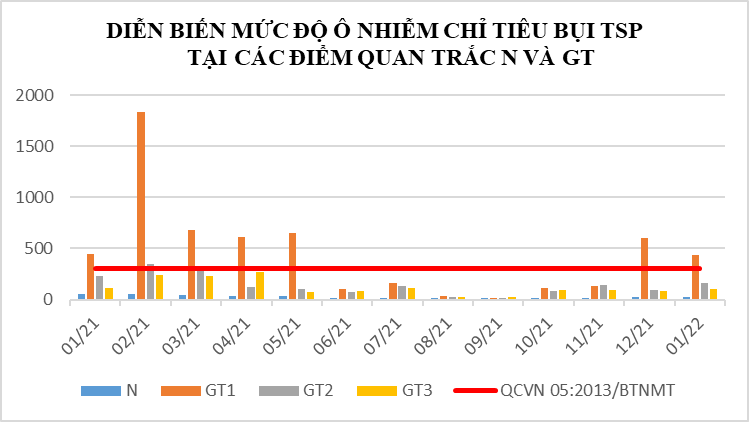 DIỄN BIẾN MỨC ĐỘ Ô NHIỄM CHỈ TIÊU BỤI TSP
TẠI CÁC ĐIỂM QUAN TRẮC N VÀ GT
2000
1500
1000
500
0
01/21 02/21 03/21 04/21 05/21 06/21 07/21 08/21 09/21 10/21 11/21 12/21 01/22
N GT1 GT2 GT3 QCVN 05:2013/BTNMT